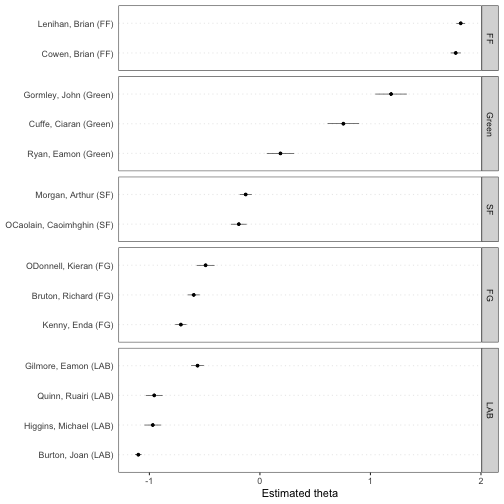 Lenihan, Brian (FF)
Cowen, Brian (FF)
FF
Gormley, John (Green)
Cuffe, Ciaran (Green)
Ryan, Eamon (Green)
Green
Morgan, Arthur (SF)
OCaolain, Caoimhghin (SF)
SF
ODonnell, Kieran (FG)
Bruton, Richard (FG)
Kenny, Enda (FG)
FG
Gilmore, Eamon (LAB)
Quinn, Ruairi (LAB)
Higgins, Michael (LAB)
Burton, Joan (LAB)
LAB
-1 0 1 2
Estimated theta